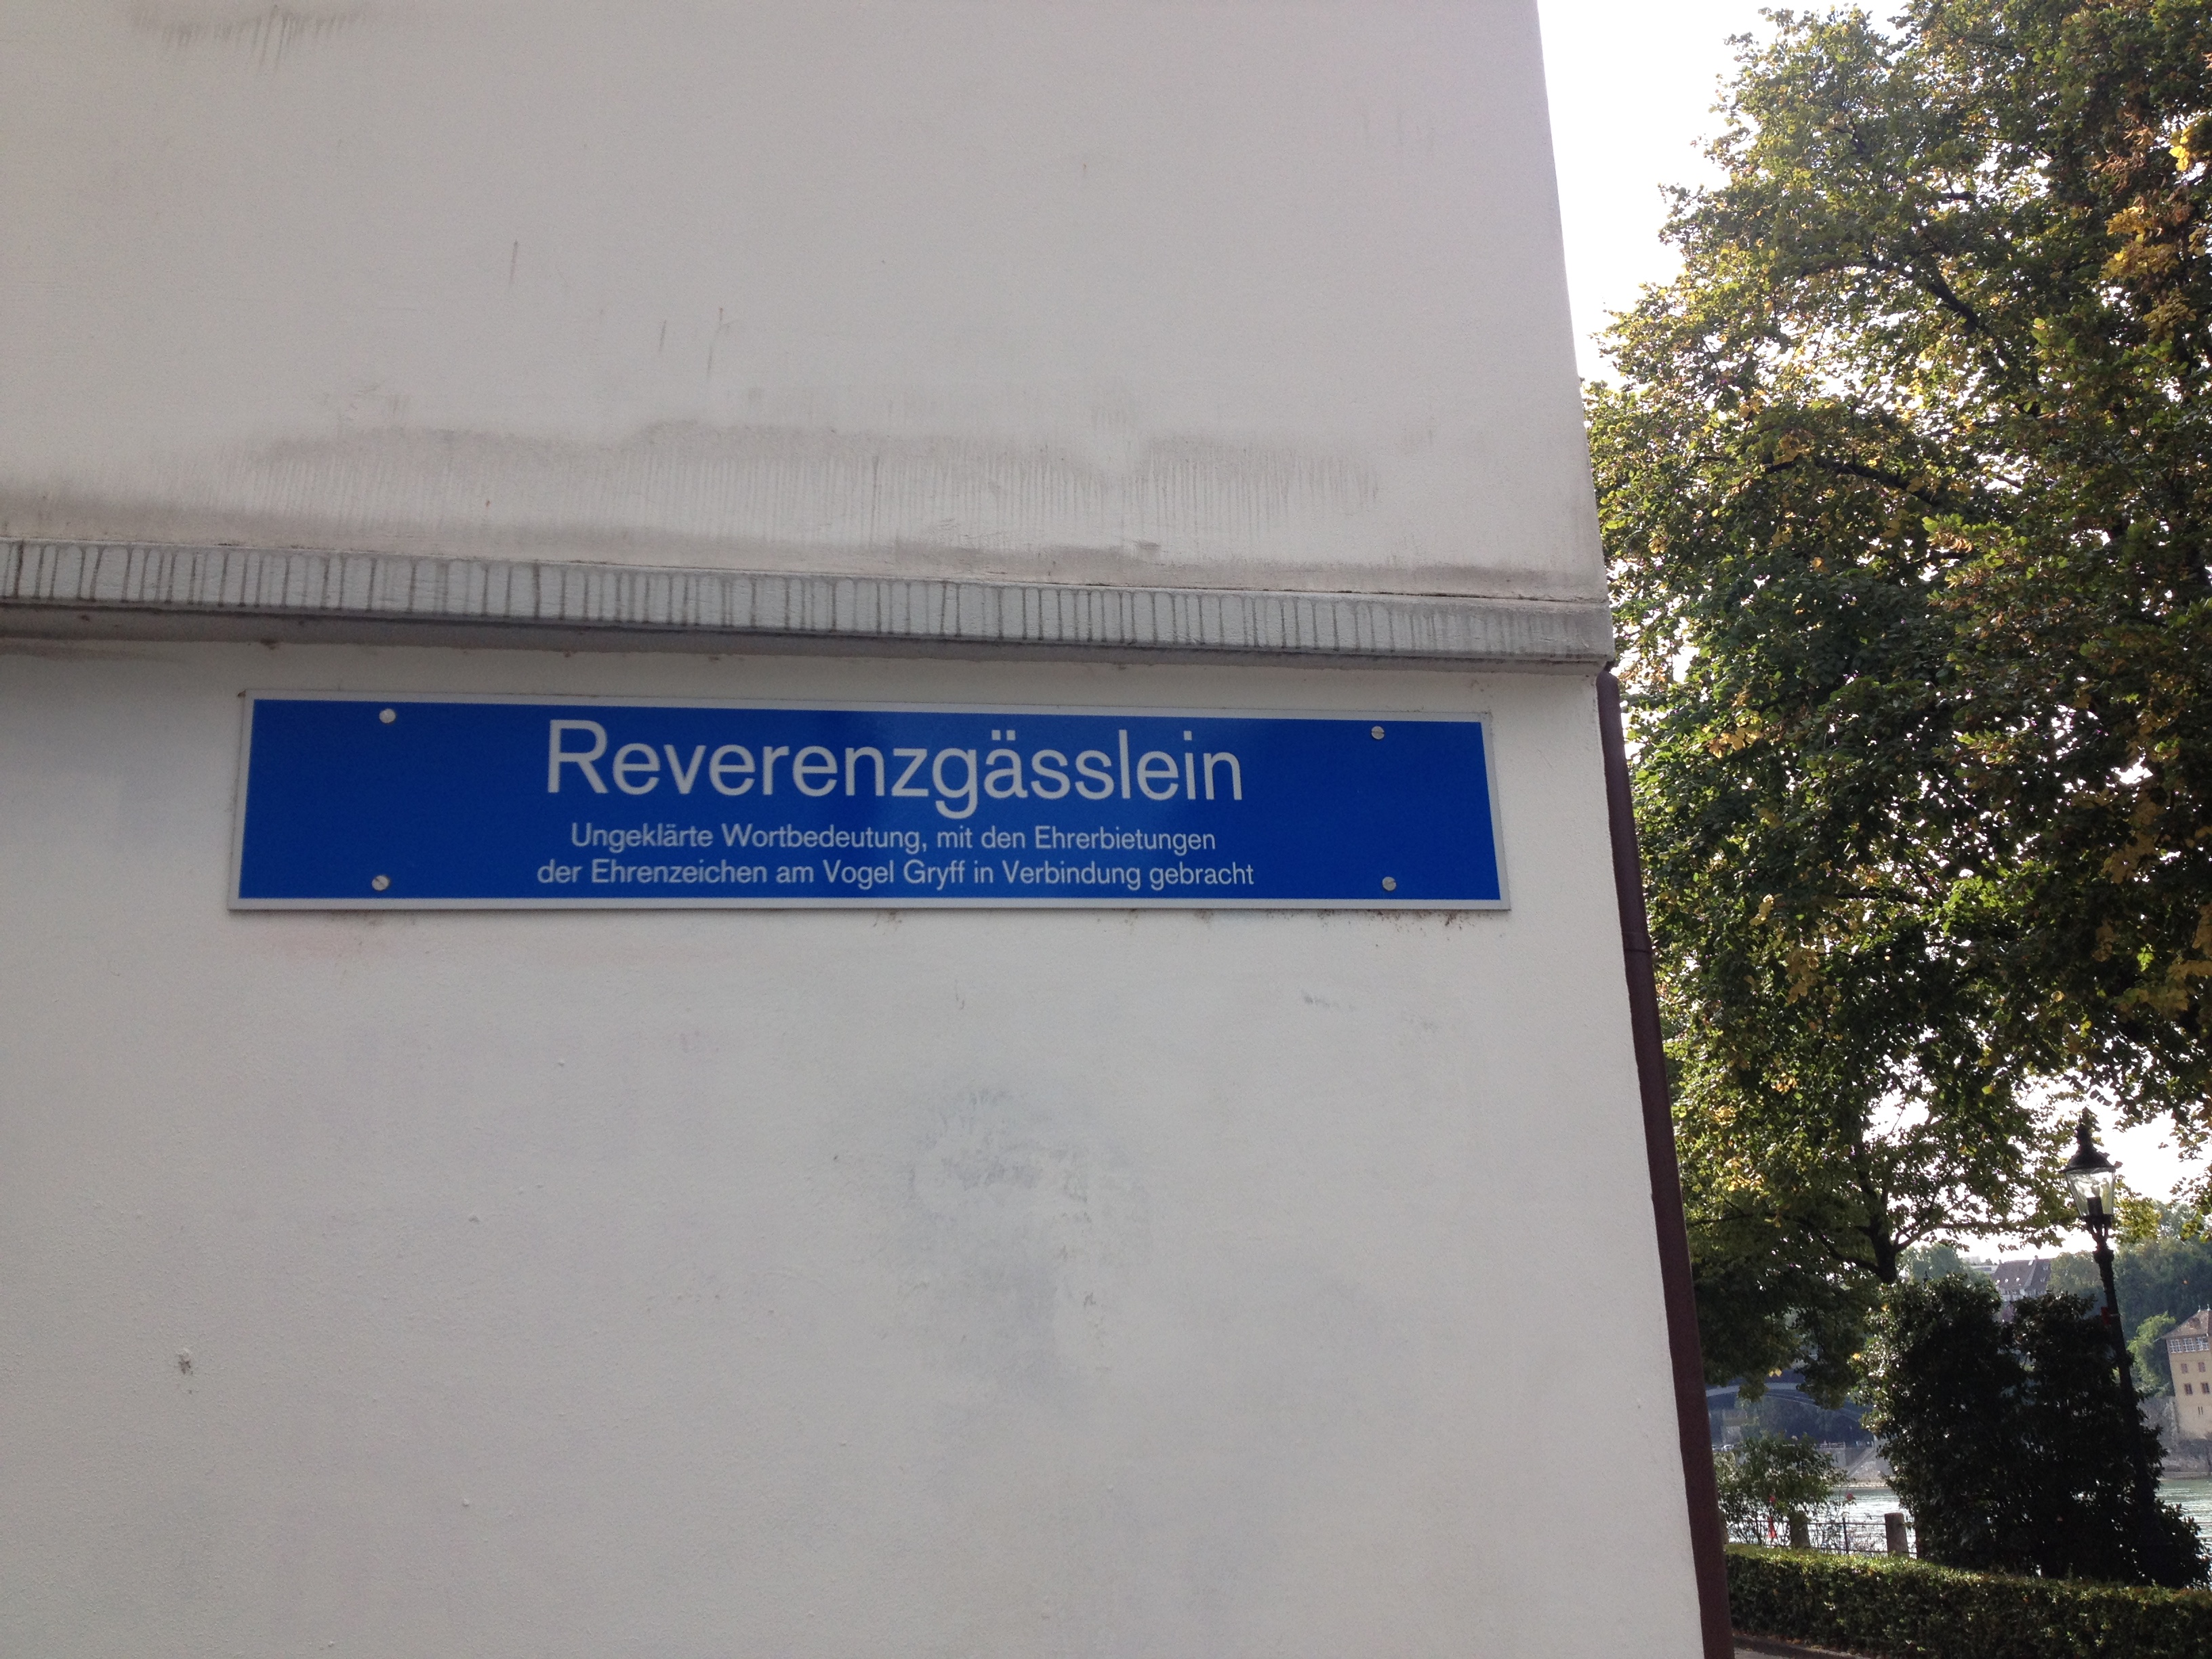 Reverenzgässlein
Ungeklärte Wortbedeutung, mit den Ehrerbietungen
der Ehrenzeichen am Vogel Gryff in Verbindung gebracht